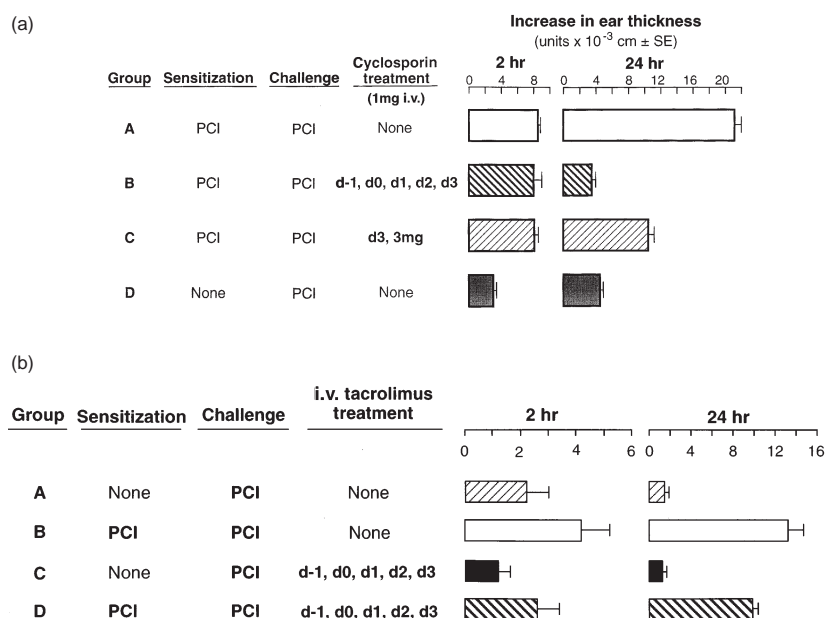 (a)
Increase in ear thickness
(units x 10⁻³ cm ± SE)
Group Sensitization Challenge Cyclosporin treatment (1mg i.v.) 2 hr 24 hr
0 4 8 0 4 8 12 16 20
A PCI PCI None
B PCI PCI d-1, d0, d1, d2, d3
C PCI PCI d3, 3mg
D None PCI None
(b)
Group Sensitization Challenge i.v. tacrolimus treatment 2 hr 24 hr
0 2 4 6 0 4 8 12 16
A None PCI None
B PCI PCI None
C None PCI d-1, d0, d1, d2, d3
D PCI PCI d-1, d0, d1, d2, d3